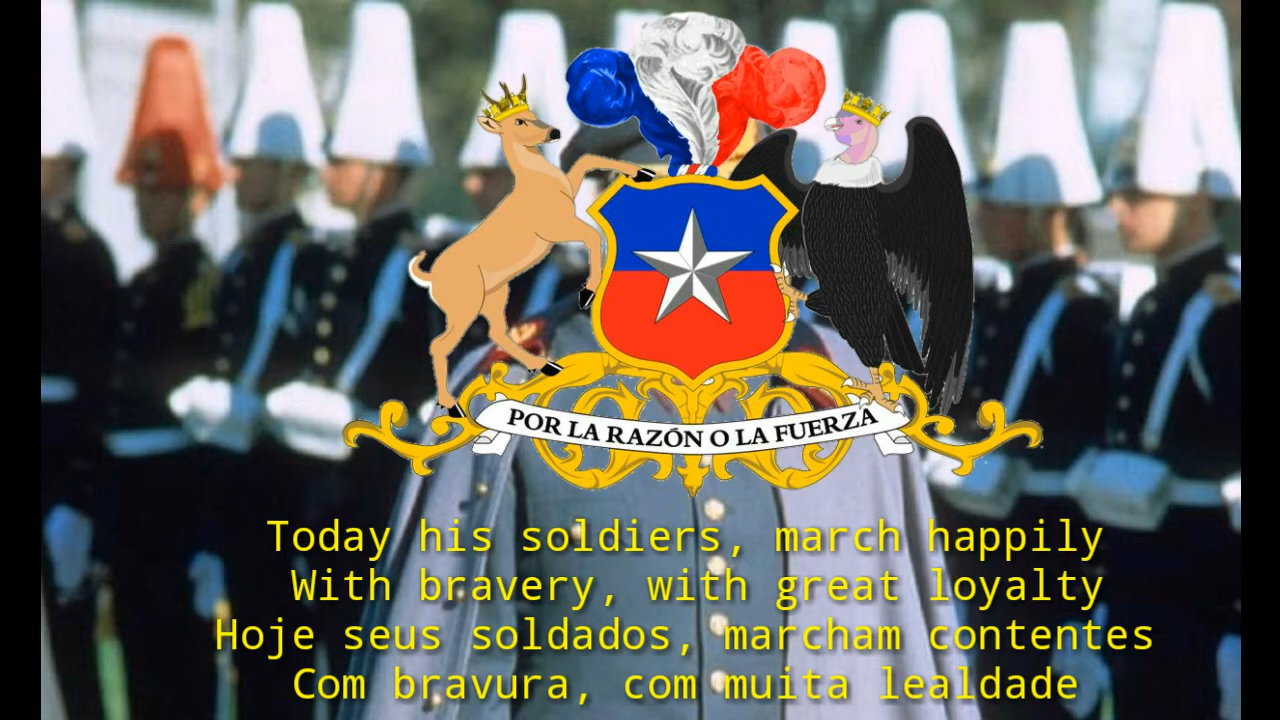 POR LA RAZÓN O LA FUERZA
Today his soldiers, march happily
With bravery, with great loyalty
Hoje seus soldados, marcham contentes
Com bravura, com muita lealdade